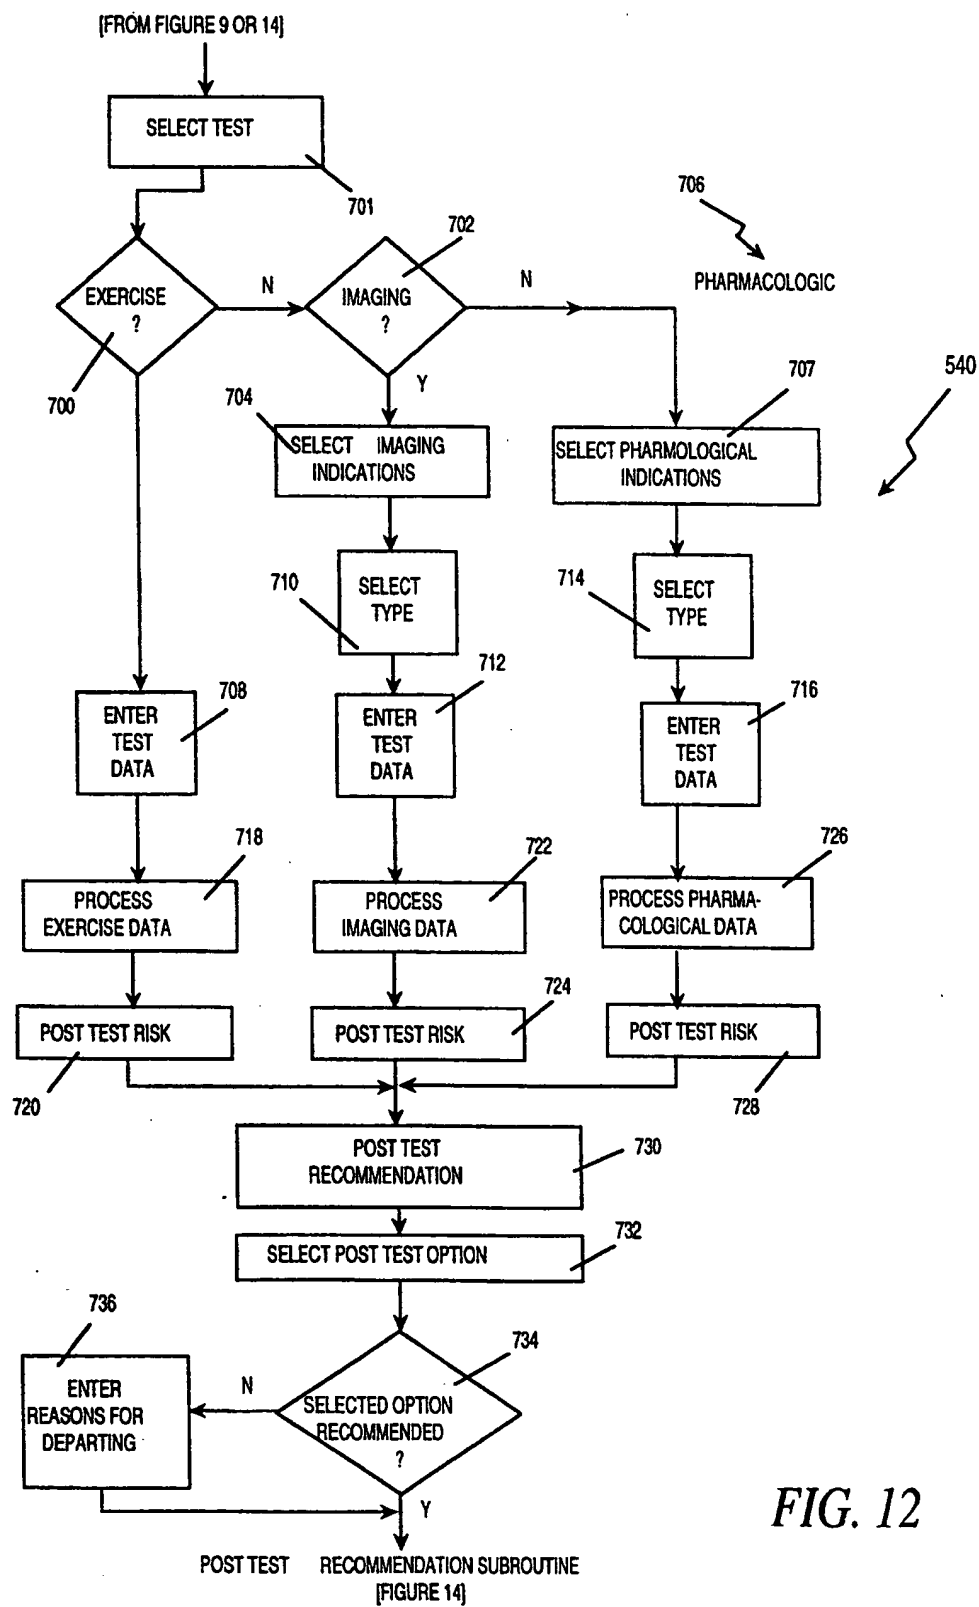 [FROM FIGURE 9 OR 14]
SELECT TEST
701
706
702
PHARMACOLOGIC
EXERCISE
?
N
IMAGING
?
N
700
Y
540
707
704
SELECT IMAGING
INDICATIONS
SELECT PHARMOLOGICAL
INDICATIONS
710
SELECT
TYPE
714
SELECT
TYPE
708
ENTER
TEST
DATA
712
ENTER
TEST
DATA
716
ENTER
TEST
DATA
718
PROCESS
EXERCISE DATA
722
PROCESS
IMAGING DATA
726
PROCESS PHARMA-
COLOGICAL DATA
POST TEST RISK
720
724
POST TEST RISK
POST TEST RISK
728
POST TEST
RECOMMENDATION
730
SELECT POST TEST OPTION
732
736
ENTER
REASONS FOR
DEPARTING
N
734
SELECTED OPTION
RECOMMENDED
?
Y
POST TEST RECOMMENDATION SUBROUTINE
[FIGURE 14]
FIG. 12